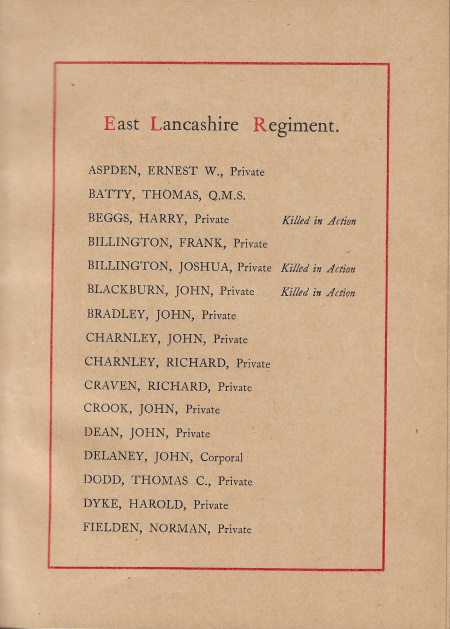 East Lancashire Regiment.
ASPDEN, ERNEST W., Private
BATTY, THOMAS, Q.M.S.
BEGGS, HARRY, Private Killed in Action
BILLINGTON, FRANK, Private
BILLINGTON, JOSHUA, Private Killed in Action
BLACKBURN, JOHN, Private Killed in Action
BRADLEY, JOHN, Private
CHARNLEY, JOHN, Private
CHARNLEY, RICHARD, Private
CRAVEN, RICHARD, Private
CROOK, JOHN, Private
DEAN, JOHN, Private
DELANEY, JOHN, Corporal
DODD, THOMAS C., Private
DYKE, HAROLD, Private
FIELDEN, NORMAN, Private